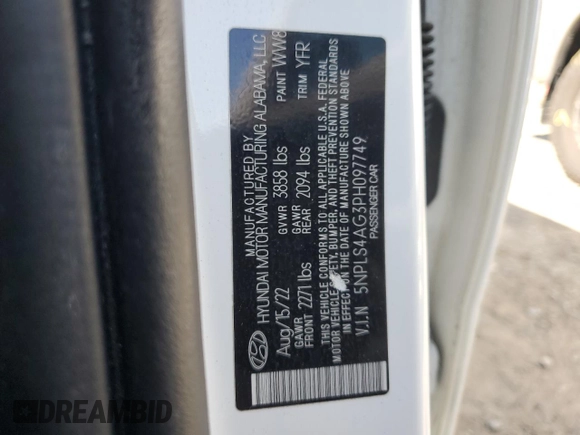 MANUFACTURED BY
HYUNDAI MOTOR MANUFACTURING ALABAMA, LLC
Aug/15/22 GVWR 3858 lbs PAINT WW8
GAWR FRONT 2271 lbs GAWR REAR 2094 lbs TRIM YFR
THIS VEHICLE CONFORMS TO ALL APPLICABLE U.S.A. FEDERAL
MOTOR VEHICLE SAFETY, BUMPER, AND THEFT PREVENTION STANDARDS
IN EFFECT ON THE DATE OF MANUFACTURE SHOWN ABOVE
V.I.N 5NPLS4AG3PH097749
PASSENGER CAR
DREAMBID